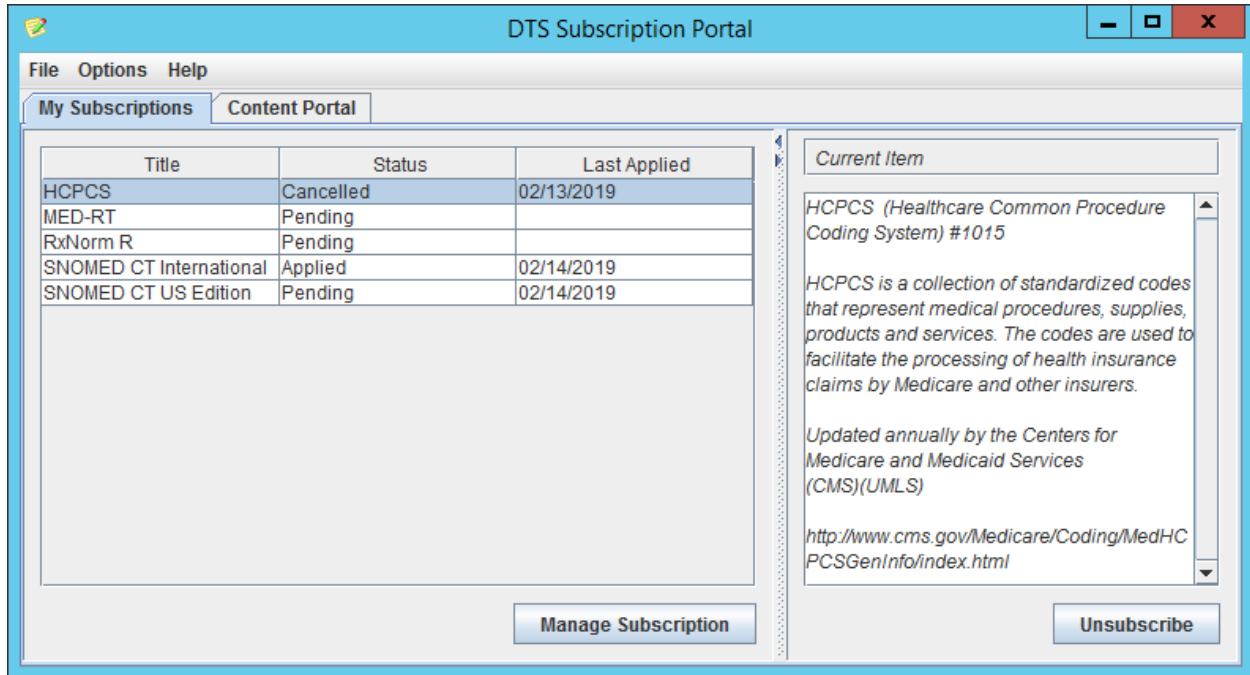 DTS Subscription Portal
File Options Help
My Subscriptions Content Portal
Title Status Last Applied
HCPCS Cancelled 02/13/2019
MED-RT Pending
RxNorm R Pending
SNOMED CT International Applied 02/14/2019
SNOMED CT US Edition Pending 02/14/2019
Manage Subscription
Current Item
HCPCS (Healthcare Common Procedure
Coding System) #1015
HCPCS is a collection of standardized codes
that represent medical procedures, supplies,
products and services. The codes are used to
facilitate the processing of health insurance
claims by Medicare and other insurers.
Updated annually by the Centers for
Medicare and Medicaid Services
(CMS)(UMLS)
http://www.cms.gov/Medicare/Coding/MedHC
PCSGenInfo/index.html
Unsubscribe